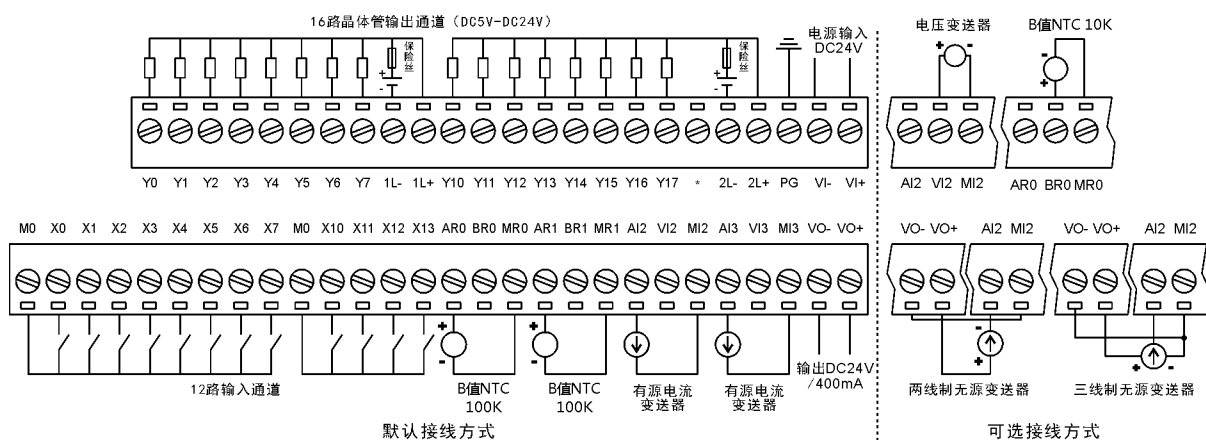 16路晶体管输出通道（DC5V-DC24V）
保险丝
+
-
保险丝
+
-
电源输入
DC24V
电压变送器
+ -
B值NTC 10K
-
+
Y0 Y1 Y2 Y3 Y4 Y5 Y6 Y7 1L- 1L+ Y10 Y11 Y12 Y13 Y14 Y15 Y16 Y17 * 2L- 2L+ PG VI- VI+
AI2 VI2 MI2
AR0 BR0 MR0
M0 X0 X1 X2 X3 X4 X5 X6 X7 M0 X10 X11 X12 X13 AR0 BR0 MR0 AR1 BR1 MR1 AI2 VI2 MI2 AI3 VI3 MI3 VO- VO+
VO- VO+ AI2 MI2
VO- VO+ AI2 MI2
+
-
+
-
-
+
-
+
12路输入通道
B值NTC
100K
B值NTC
100K
有源电流
变送器
有源电流
变送器
输出DC24V
/400mA
两线制无源变送器
三线制无源变送器
默认接线方式
可选接线方式